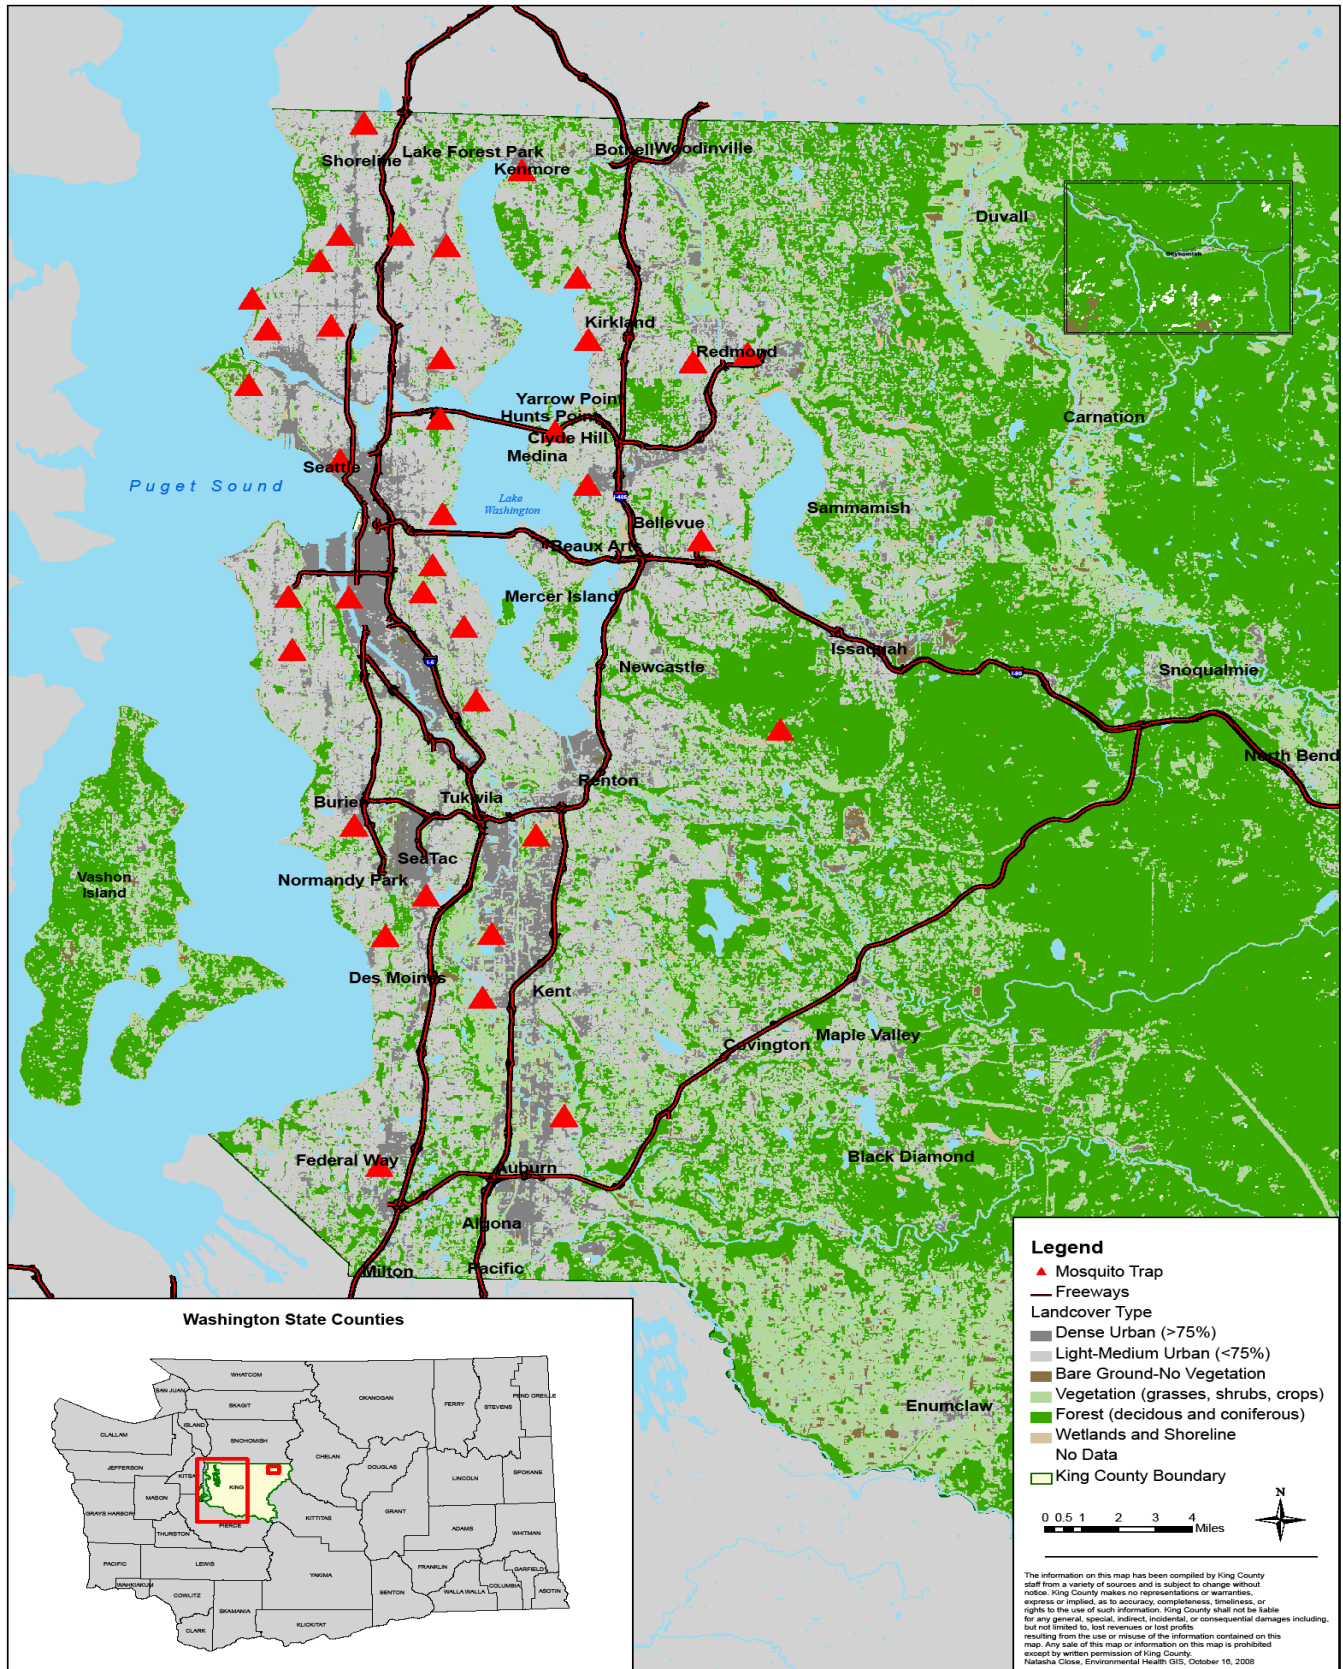 Shoreline
Lake Forest Park
Kenmore
Bothell
Woodinville
Duvall
Skykomish
Kirkland
Redmond
Yarrow Point
Hunts Point
Clyde Hill
Medina
Carnation
Seattle
Puget Sound
Lake
Washington
I-405
Sammamish
Bellevue
Beaux Arts
Mercer Island
Issaquah
Newcastle
I-5
I-90
Snoqualmie
North Bend
Renton
Tukwila
Burien
SeaTac
Normandy Park
Vashon
Island
Des Moines
Kent
Covington
Maple Valley
Federal Way
Auburn
Black Diamond
Algona
Milton
Pacific
Enumclaw
Legend
Mosquito Trap
Freeways
Landcover Type
Dense Urban (>75%)
Light-Medium Urban (<75%)
Bare Ground-No Vegetation
Vegetation (grasses, shrubs, crops)
Forest (decidous and coniferous)
Wetlands and Shoreline
No Data
King County Boundary
N
0 0.5 1 2 3 4
Miles
The information on this map has been compiled by King County
staff from a variety of sources and is subject to change without
notice. King County makes no representations or warranties,
express or implied, as to accuracy, completeness, timeliness, or
rights to the use of such information. King County shall not be liable
for any general, special, indirect, incidental, or consequential damages including,
but not limited to, lost revenues or lost profits
resulting from the use or misuse of the information contained on this
map. Any sale of this map or information on this map is prohibited
except by written permission of King County.
Natasha Close, Environmental Health GIS, October 16, 2008
Washington State Counties
WHATCOM
SAN JUAN
SKAGIT
ISLAND
OKANOGAN
FERRY
STEVENS
PEND OREILLE
CLALLAM
SNOHOMISH
CHELAN
JEFFERSON
KITSA
DOUGLAS
LINCOLN
SPOKANE
KING
MASON
GRAYS HARBOR
GRANT
KITTITAS
PIERCE
THURSTON
ADAMS
WHITMAN
PACIFIC
LEWIS
YAKIMA
FRANKLIN
GARFIELD
WAHKIAKUM
COWLITZ
BENTON
WALLA WALLA
COLUMBIA
ASOTIN
SKAMANIA
KLICKITAT
CLARK